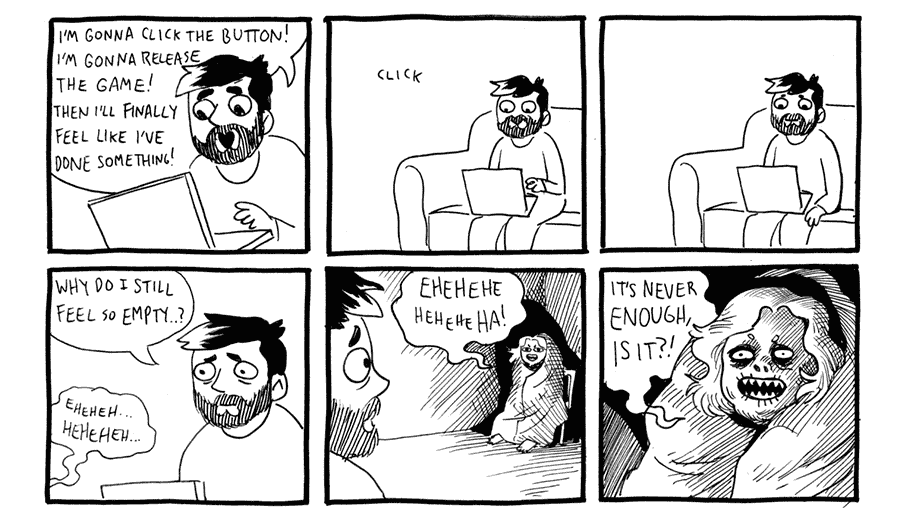 I'M GONNA CLICK THE BUTTON!
I'M GONNA RELEASE
THE GAME!
THEN I'LL FINALLY
FEEL LIKE I'VE
DONE SOMETHING!
CLICK
WHY DO I STILL
FEEL SO EMPTY..?
EHEHEH...
HEHEHEH...
EHEHEHE
HEHEHEHA!
IT'S NEVER
ENOUGH,
IS IT?!